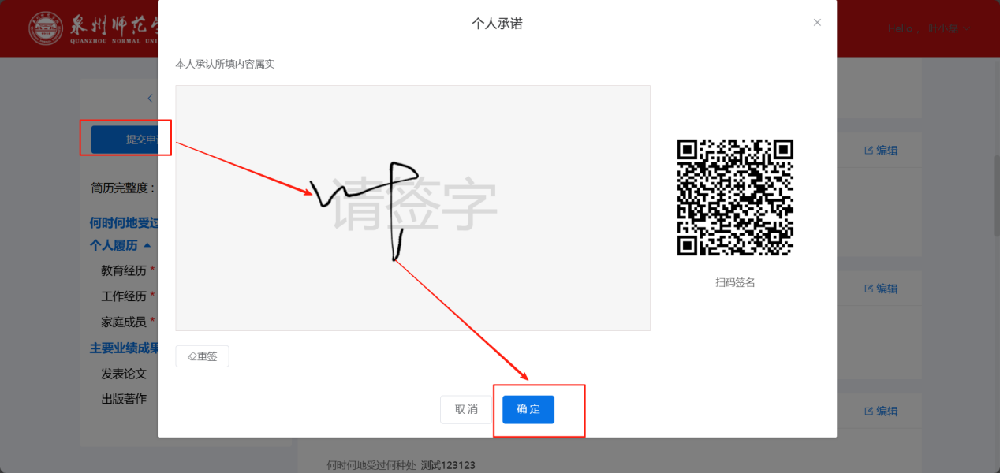 个人承诺
泉州师范学
QUANZHOU NORMAL UNI
Hello 、 叶小磊
本人承认所填内容属实
提交申
请签字
编辑
简历完整度：
何时何地受过
个人履历
教育经历 *
扫码签名
工作经历 *
编辑
家庭成员 *
主要业绩成果
重签
发表论文
出版著作
取 消
确 定
编辑
何时何地受过何种处 测试123123